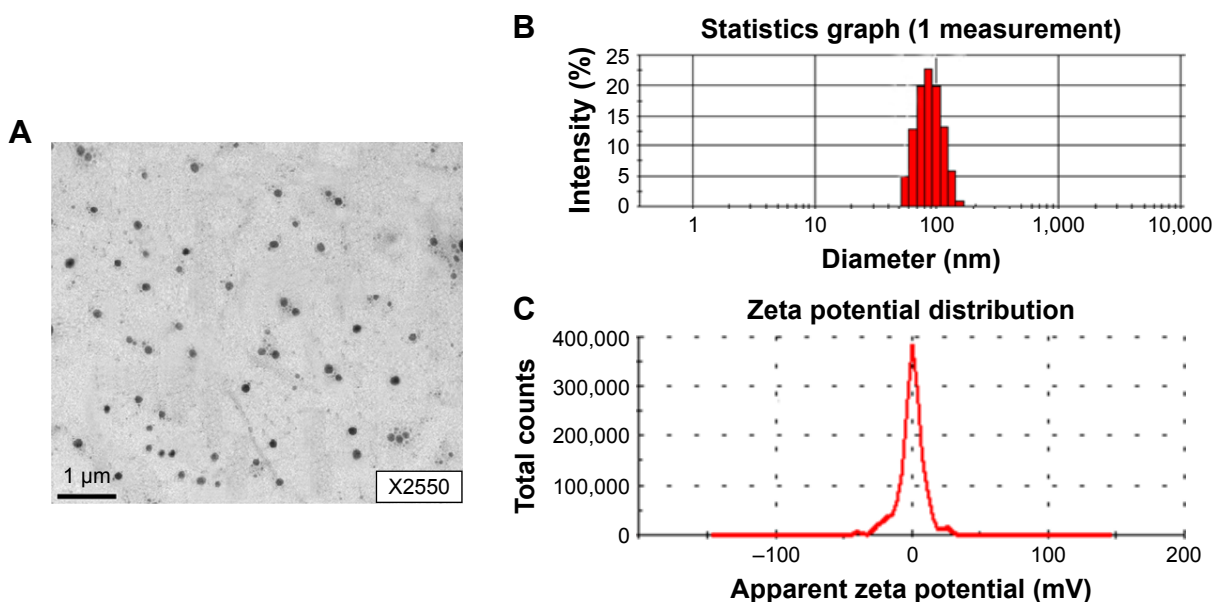 A
1 μm
X2550
B
Statistics graph (1 measurement)
Intensity (%)
25
20
15
10
5
0
1
10
100
1,000
10,000
Diameter (nm)
C
Zeta potential distribution
Total counts
400,000
300,000
200,000
100,000
0
–100
0
100
200
Apparent zeta potential (mV)